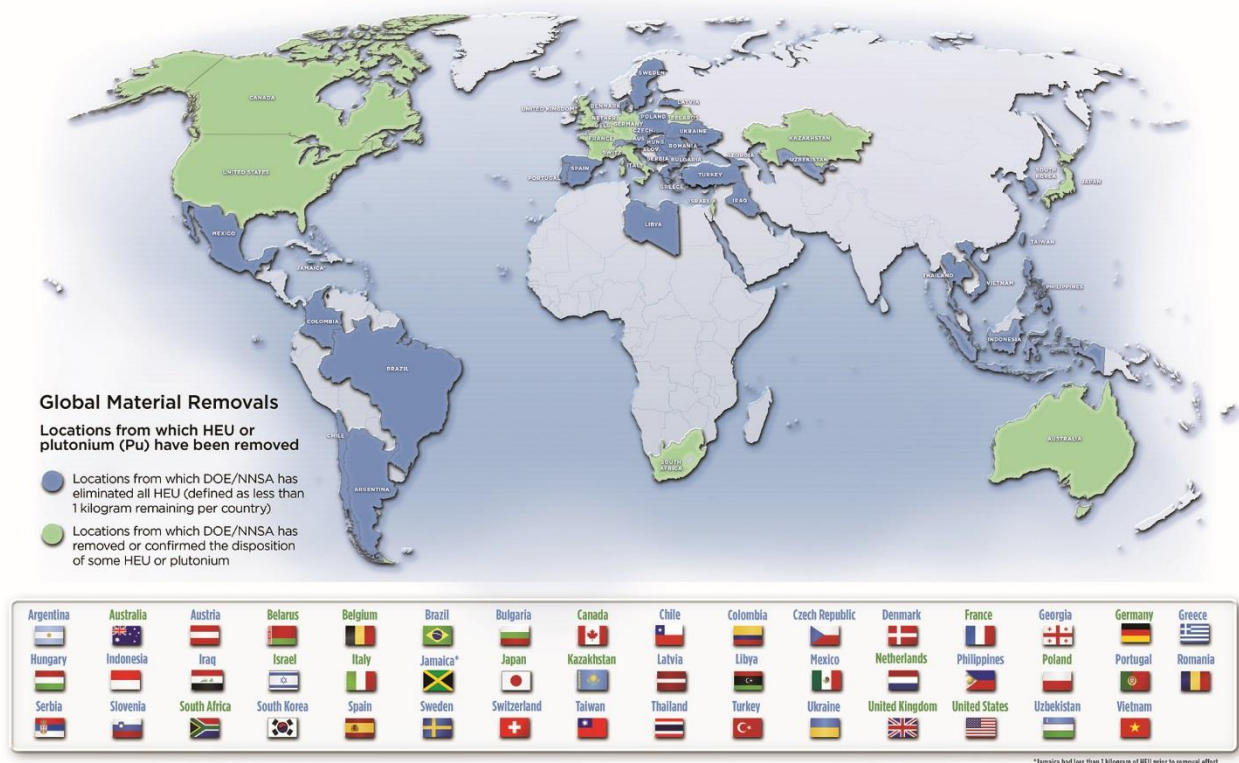 SWEDEN
CANADA
UNITED KINGDOM
DENMARK
LATVIA
NETHER.
POLAND
BELARUS
BELG.
GERMANY
CZECH.
UKRAINE
KAZAKHSTAN
FRANCE
AUS.
HUNG.
ROMANIA
SWITZ.
SLOV.
GEORGIA
UZBEKISTAN
SERBIA
BULGARIA
ITALY
UNITED STATES
PORTUGAL
SPAIN
GREECE
TURKEY
SOUTH
KOREA
JAPAN
ISRAEL
IRAQ
MEXICO
LIBYA
TAIWAN
JAMAICA*
THAILAND
VIETNAM
PHILIPPINES
COLOMBIA
INDONESIA
BRAZIL
CHILE
ARGENTINA
SOUTH
AFRICA
AUSTRALIA
Global Material Removals
Locations from which HEU or
plutonium (Pu) have been removed
Locations from which DOE/NNSA has
eliminated all HEU (defined as less than
1 kilogram remaining per country)
Locations from which DOE/NNSA has
removed or confirmed the disposition
of some HEU or plutonium
Argentina Australia Austria Belarus Belgium Brazil Bulgaria Canada Chile Colombia Czech Republic Denmark France Georgia Germany Greece
Hungary Indonesia Iraq Israel Italy Jamaica* Japan Kazakhstan Latvia Libya Mexico Netherlands Philippines Poland Portugal Romania
Serbia Slovenia South Africa South Korea Spain Sweden Switzerland Taiwan Thailand Turkey Ukraine United Kingdom United States Uzbekistan Vietnam
*Jamaica had less than 1 kilogram of HEU prior to removal effort